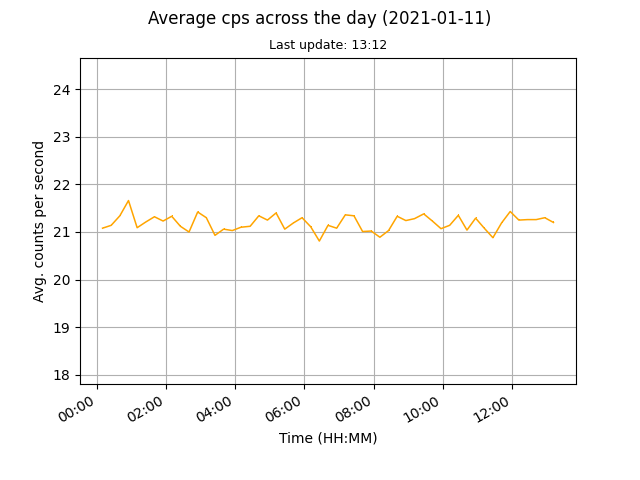 Average cps across the day (2021-01-11)
Last update: 13:12
24
23
22
21
20
19
18
Avg. counts per second
00:00 02:00 04:00 06:00 08:00 10:00 12:00
Time (HH:MM)